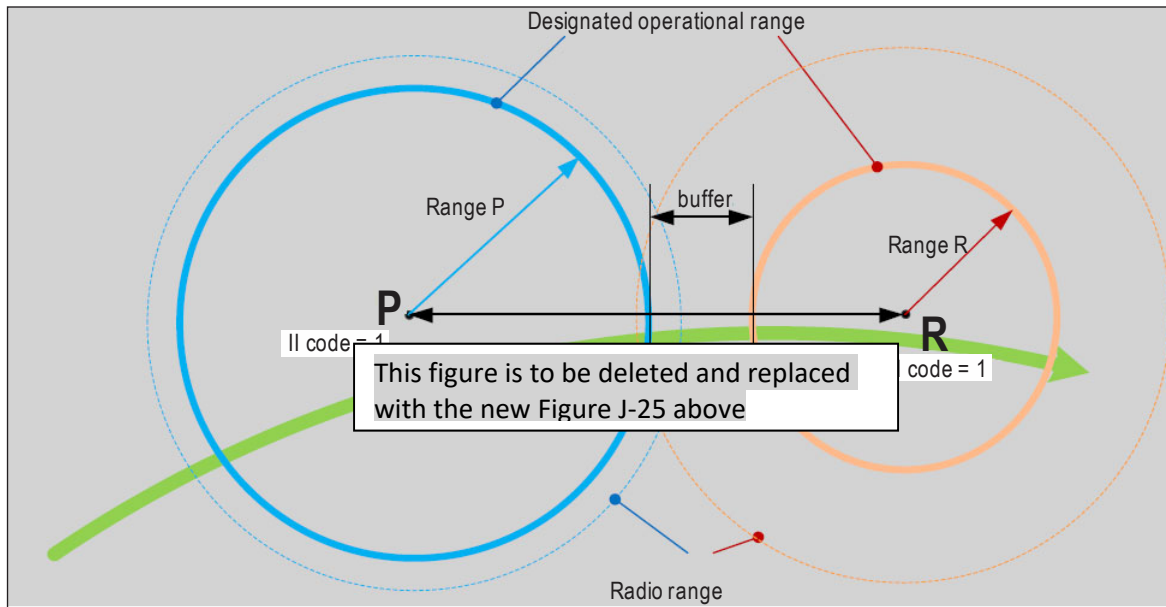 Designated operational range
buffer
Range P
Range R
P
R
II code = 1
code = 1
This figure is to be deleted and replaced
with the new Figure J-25 above
Radio range